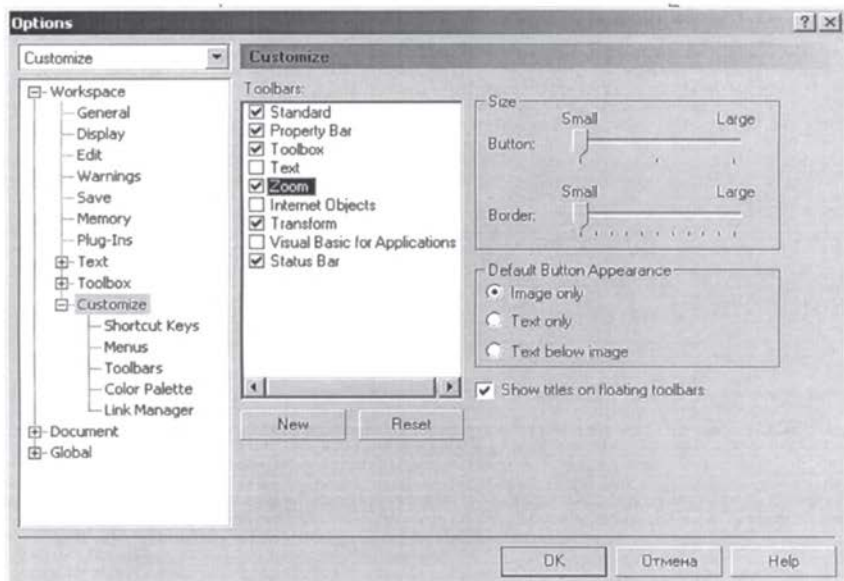 Options
Customize
Customize
Workspace
General
Display
Edit
Warnings
Save
Memory
Plug-Ins
Text
Toolbox
Customize
Shortcut Keys
Menus
Toolbars
Color Palette
Link Manager
Document
Global
Toolbars:
Standard
Property Bar
Toolbox
Text
Zoom
Internet Objects
Transform
Visual Basic for Applications
Status Bar
New Reset
Size
Small Large
Button:
Small Large
Border:
Default Button Appearance
Image only
Text only
Text below image
Show titles on floating toolbars
OK Отмена Help